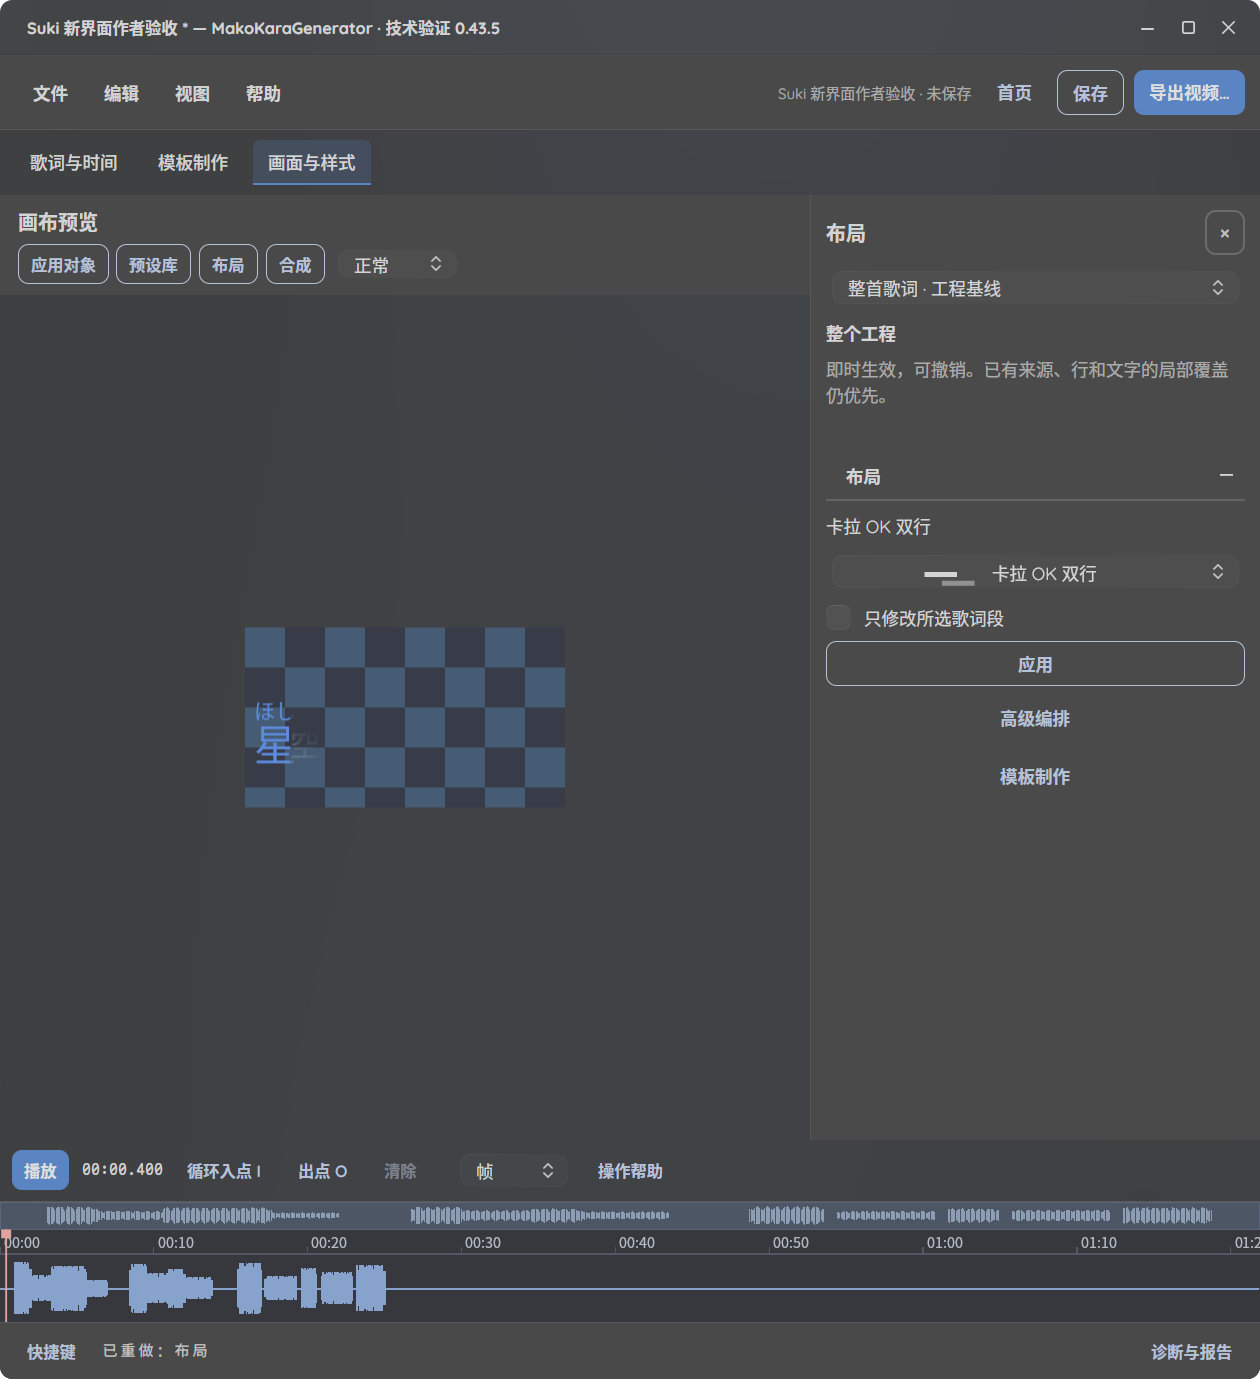 Suki 新界面作者验收 * — MakoKaraGenerator · 技术验证 0.43.5
文件 编辑 视图 帮助 Suki 新界面作者验收 · 未保存 首页 保存 导出视频…
歌词与时间 模板制作 画面与样式
画布预览
应用对象 预设库 布局 合成 正常
布局 ×
整首歌词 · 工程基线
整个工程
即时生效，可撤销。已有来源、行和文字的局部覆盖
仍优先。
布局
卡拉 OK 双行
卡拉 OK 双行
只修改所选歌词段
应用
高级编排
模板制作
ほし
星空
播放 00:00.400 循环入点 I 出点 O 清除 帧 操作帮助
00:00 00:10 00:20 00:30 00:40 00:50 01:00 01:10 01:2
快捷键 已重做：布局 诊断与报告